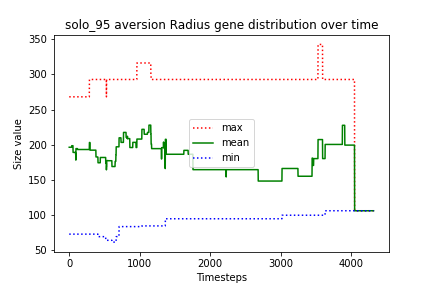 solo_95 aversion Radius gene distribution over time
350
300
250
200
150
100
50
Size value
max
mean
min
0
1000
2000
3000
4000
Timesteps